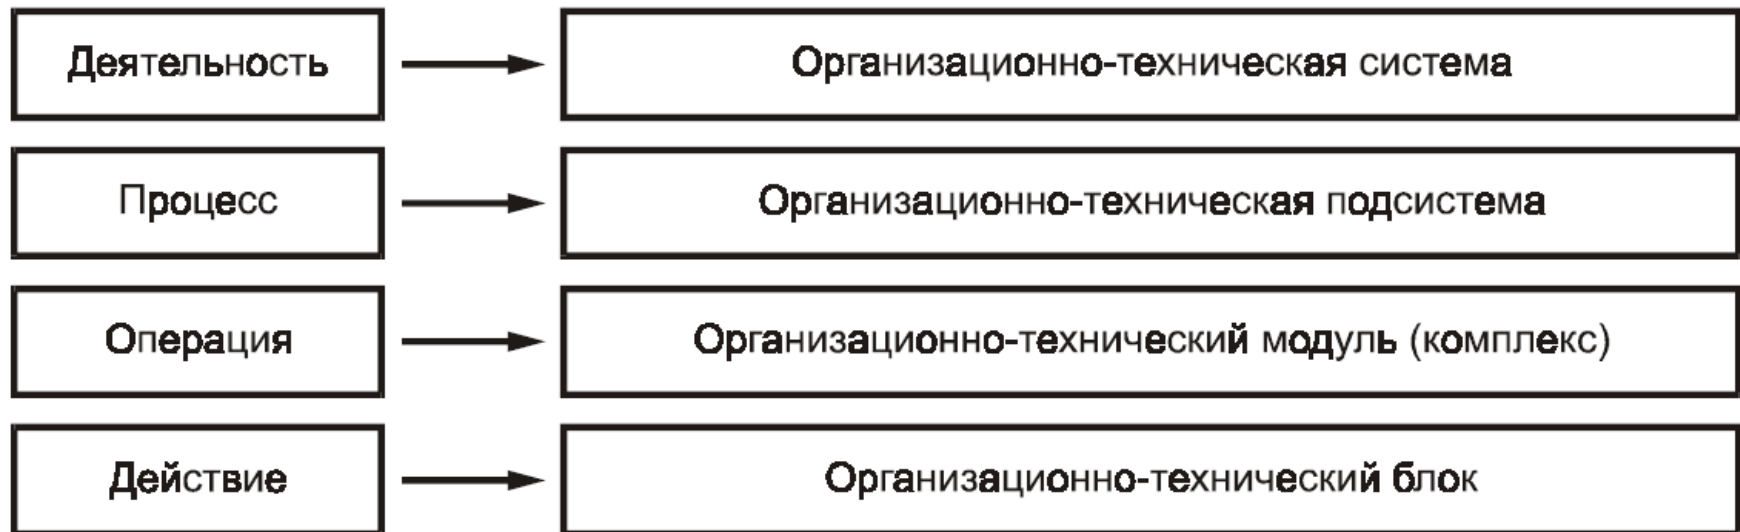 Деятельность
Организационно-техническая система
Процесс
Организационно-техническая подсистема
Операция
Организационно-технический модуль (комплекс)
Действие
Организационно-технический блок